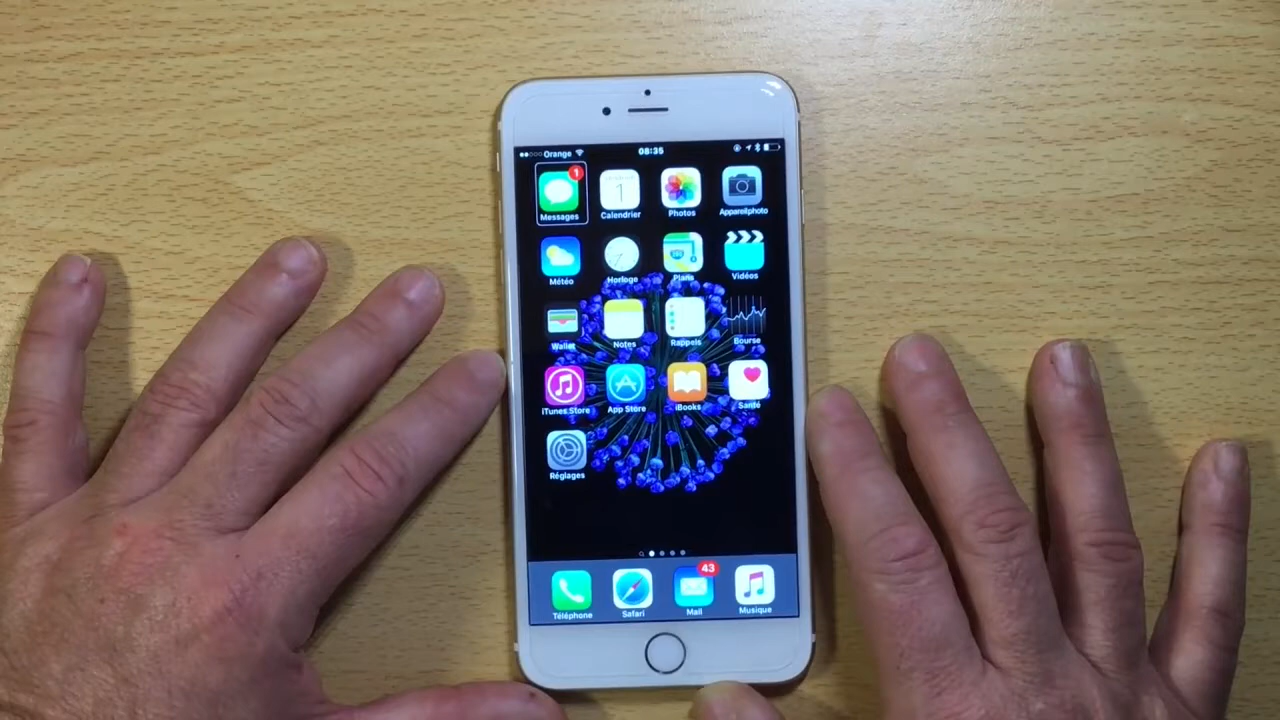 Orange 08:35
1
Messages Calendrier Photos Appareil photo
Météo Horloge Plans Vidéos
Wallet Notes Rappels Bourse
iTunes Store App Store iBooks Santé
Réglages
43
Téléphone Safari Mail Musique